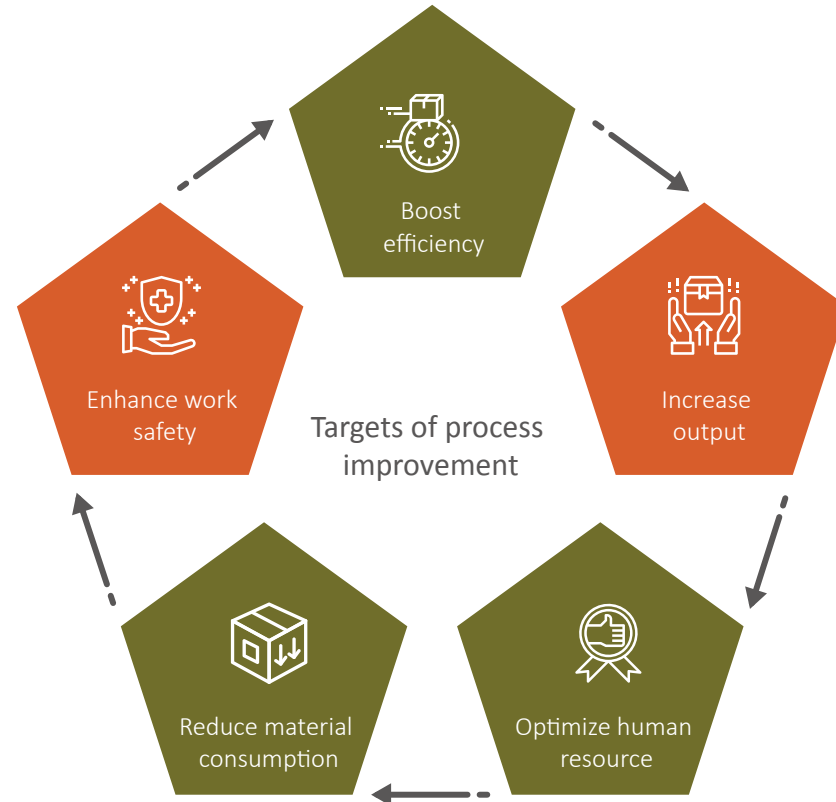 Boost
efficiency
Increase
output
Optimize human
resource
Reduce material
consumption
Enhance work
safety
Targets of process
improvement